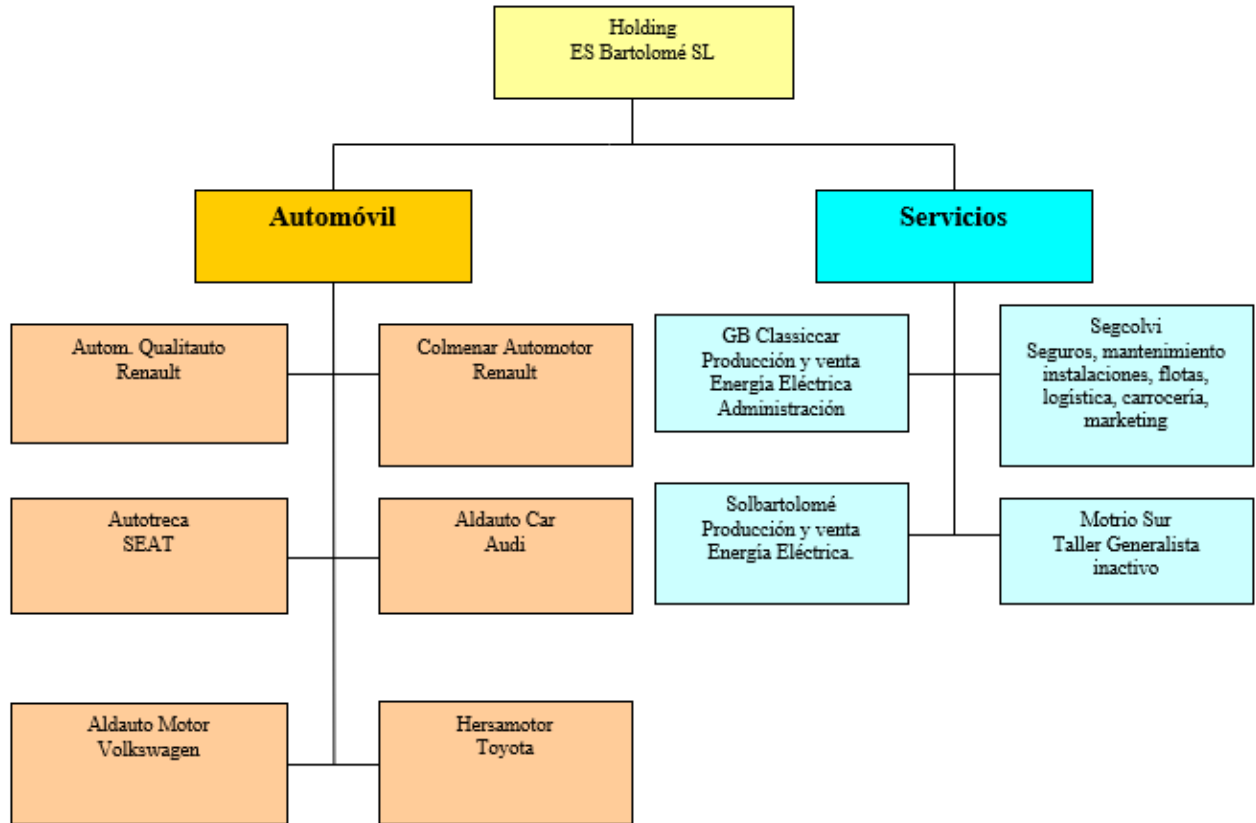 Holding
ES Bartolomé SL
Automóvil
Servicios
Autom. Qualitauto
Renault
Colmenar Automotor
Renault
GB Classiccar
Producción y venta
Energía Eléctrica
Administración
Segcolvi
Seguros, mantenimiento
instalaciones, flotas,
logística, carrocería,
marketing
Autotreca
SEAT
Aldauto Car
Audi
Solbartolomé
Producción y venta
Energía Eléctrica.
Motrio Sur
Taller Generalista
inactivo
Aldauto Motor
Volkswagen
Hersamotor
Toyota